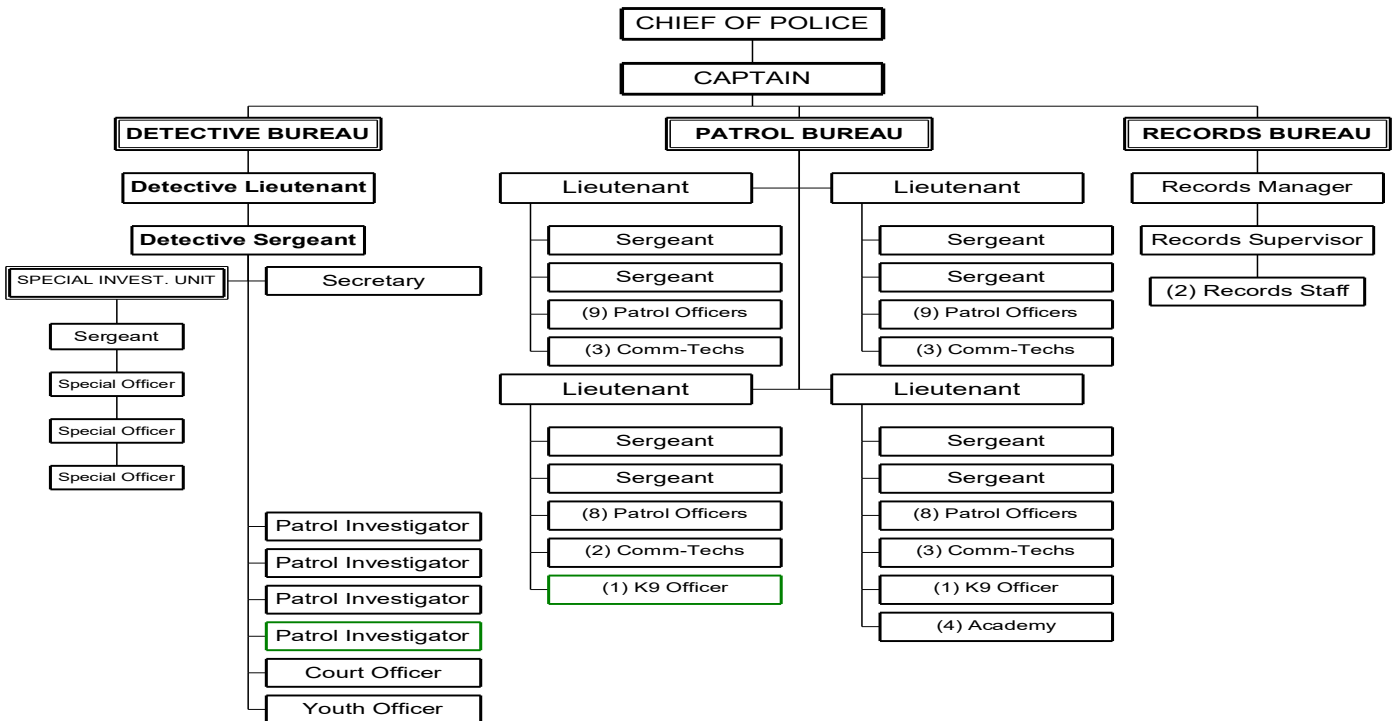 CHIEF OF POLICE
CAPTAIN
DETECTIVE BUREAU
Detective Lieutenant
Detective Sergeant
SPECIAL INVEST. UNIT
Sergeant
Special Officer
Special Officer
Special Officer
Secretary
Patrol Investigator
Patrol Investigator
Patrol Investigator
Patrol Investigator
Court Officer
Youth Officer
PATROL BUREAU
Lieutenant
Sergeant
Sergeant
(9) Patrol Officers
(3) Comm-Techs
Lieutenant
Sergeant
Sergeant
(9) Patrol Officers
(3) Comm-Techs
Lieutenant
Sergeant
Sergeant
(8) Patrol Officers
(2) Comm-Techs
(1) K9 Officer
Lieutenant
Sergeant
Sergeant
(8) Patrol Officers
(3) Comm-Techs
(1) K9 Officer
(4) Academy
RECORDS BUREAU
Records Manager
Records Supervisor
(2) Records Staff